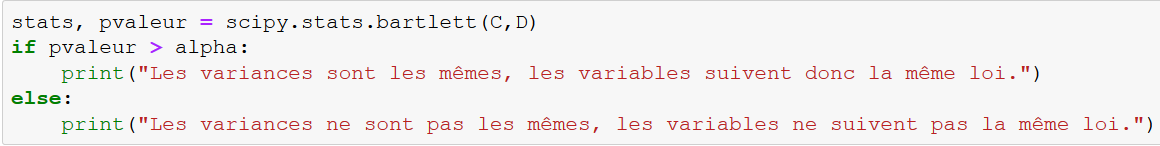 stats, pvaleur = scipy.stats.bartlett(C,D)
if pvaleur > alpha:
    print("Les variances sont les mêmes, les variables suivent donc la même loi.")
else:
    print("Les variances ne sont pas les mêmes, les variables ne suivent pas la même loi.")